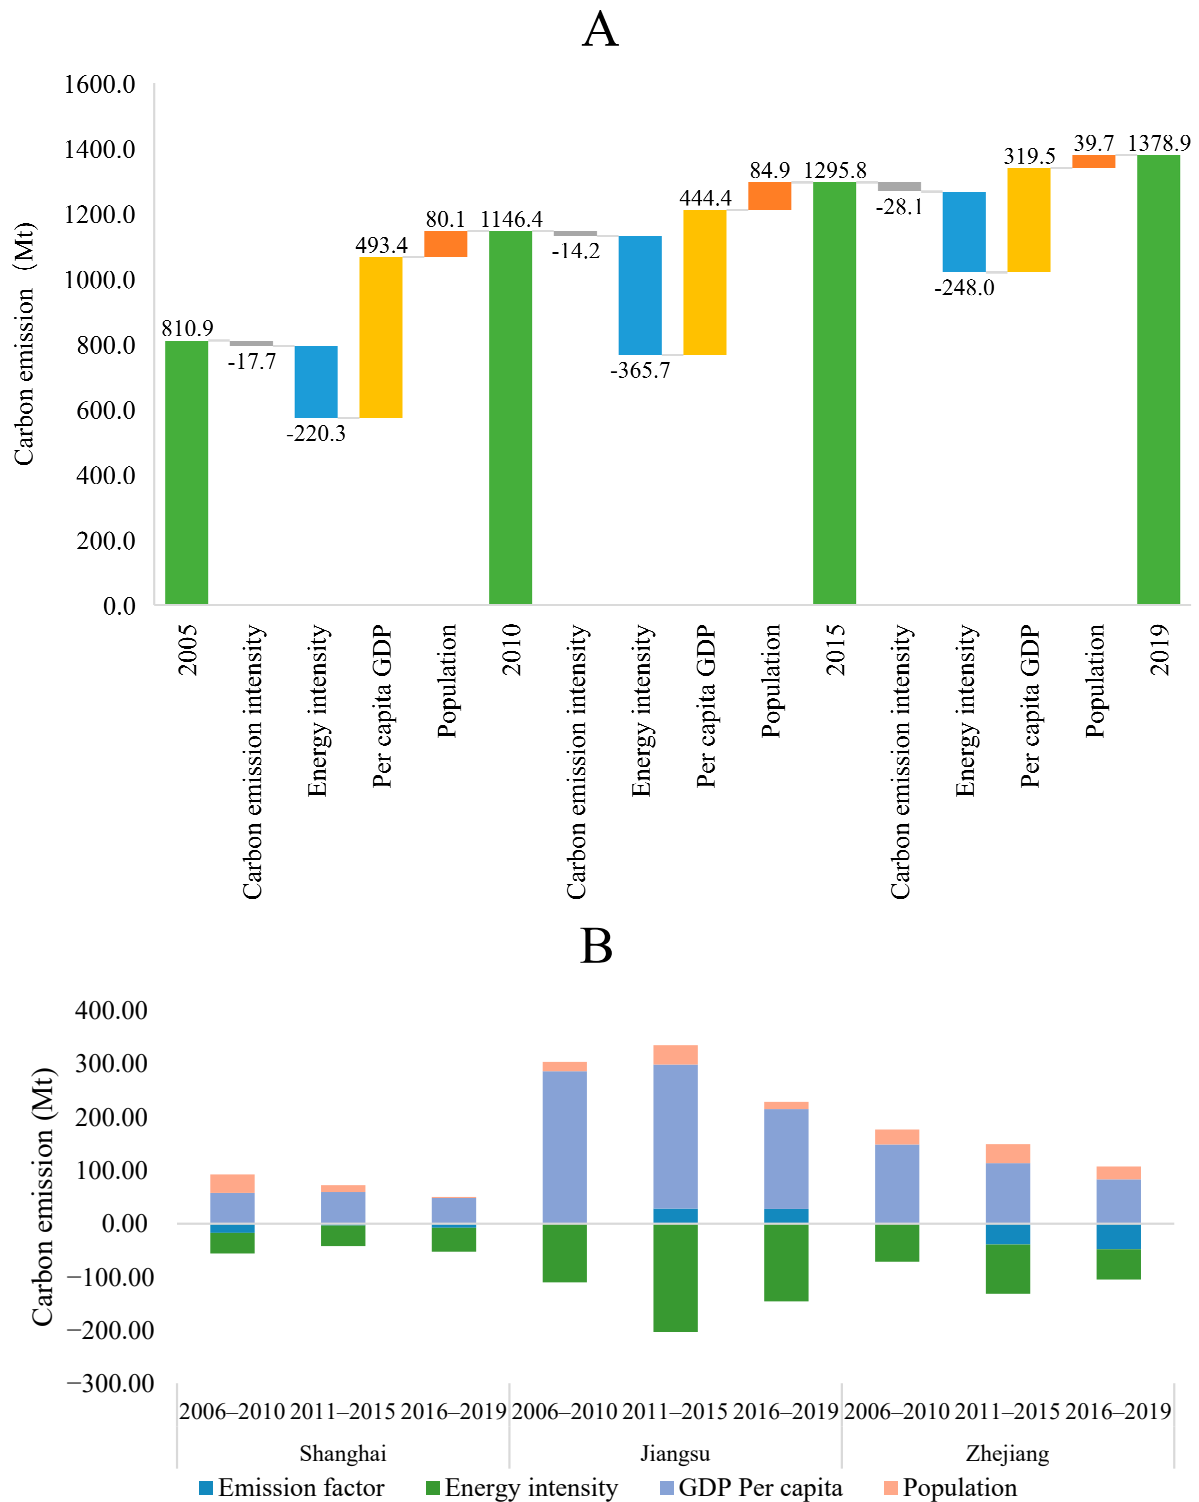 A
1600.0
1400.0
1200.0
1000.0
800.0
600.0
400.0
200.0
0.0
Carbon emission（Mt)
810.9
-17.7
-220.3
493.4
80.1
1146.4
-14.2
-365.7
444.4
84.9
1295.8
-28.1
-248.0
319.5
39.7
1378.9
2005
Carbon emission intensity
Energy intensity
Per capita GDP
Population
2010
Carbon emission intensity
Energy intensity
Per capita GDP
Population
2015
Carbon emission intensity
Energy intensity
Per capita GDP
Population
2019
B
400.00
300.00
200.00
100.00
0.00
−100.00
−200.00
−300.00
Carbon emission (Mt)
2006–2010 2011–2015 2016–2019 2006–2010 2011–2015 2016–2019 2006–2010 2011–2015 2016–2019
Shanghai Jiangsu Zhejiang
Emission factor Energy intensity GDP Per capita Population